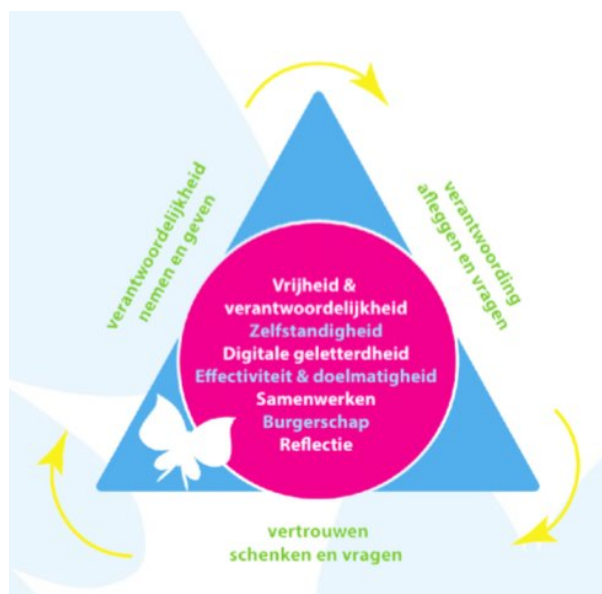 verantwoordelijkheid
nemen en geven
verantwoording
afleggen en vragen
Vrijheid &
verantwoordelijkheid
Zelfstandigheid
Digitale geletterdheid
Effectiviteit & doelmatigheid
Samenwerken
Burgerschap
Reflectie
vertrouwen
schenken en vragen